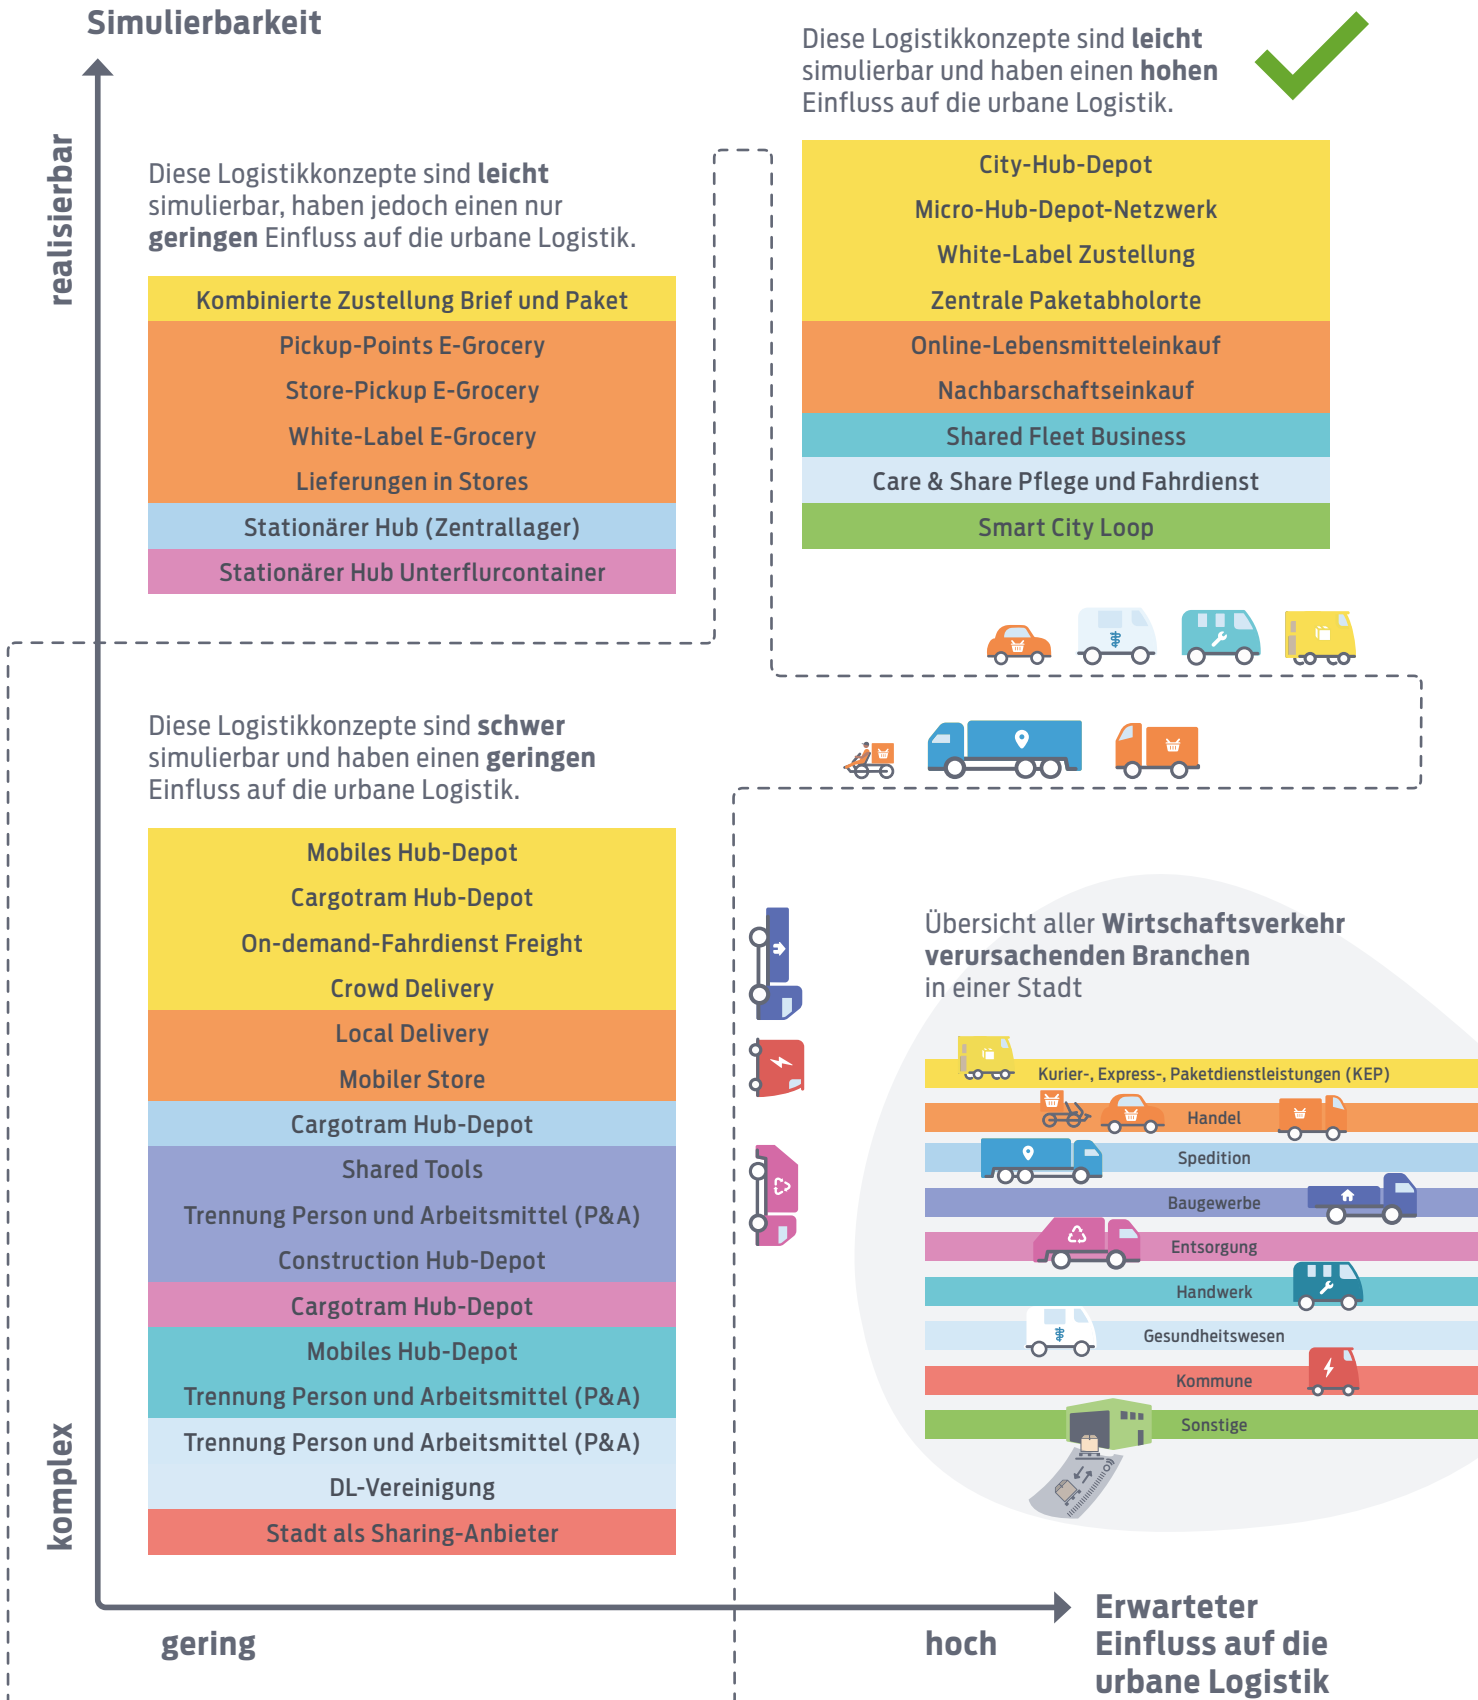 Simulierbarkeit
realisierbar
Diese Logistikkonzepte sind leicht
simulierbar, haben jedoch einen nur
geringen Einfluss auf die urbane Logistik.
Kombinierte Zustellung Brief und Paket
Pickup-Points E-Grocery
Store-Pickup E-Grocery
White-Label E-Grocery
Lieferungen in Stores
Stationärer Hub (Zentrallager)
Stationärer Hub Unterflurcontainer
Diese Logistikkonzepte sind leicht
simulierbar und haben einen hohen
Einfluss auf die urbane Logistik.
City-Hub-Depot
Micro-Hub-Depot-Netzwerk
White-Label Zustellung
Zentrale Paketabholorte
Online-Lebensmitteleinkauf
Nachbarschaftseinkauf
Shared Fleet Business
Care & Share Pflege und Fahrdienst
Smart City Loop
Diese Logistikkonzepte sind schwer
simulierbar und haben einen geringen
Einfluss auf die urbane Logistik.
Mobiles Hub-Depot
Cargotram Hub-Depot
On-demand-Fahrdienst Freight
Crowd Delivery
Local Delivery
Mobiler Store
Cargotram Hub-Depot
Shared Tools
Trennung Person und Arbeitsmittel (P&A)
Construction Hub-Depot
Cargotram Hub-Depot
Mobiles Hub-Depot
Trennung Person und Arbeitsmittel (P&A)
Trennung Person und Arbeitsmittel (P&A)
DL-Vereinigung
Stadt als Sharing-Anbieter
komplex
Übersicht aller Wirtschaftsverkehr
verursachenden Branchen
in einer Stadt
Kurier-, Express-, Paketdienstleistungen (KEP)
Handel
Spedition
Baugewerbe
Entsorgung
Handwerk
Gesundheitswesen
Kommune
Sonstige
gering
hoch
Erwarteter
Einfluss auf die
urbane Logistik